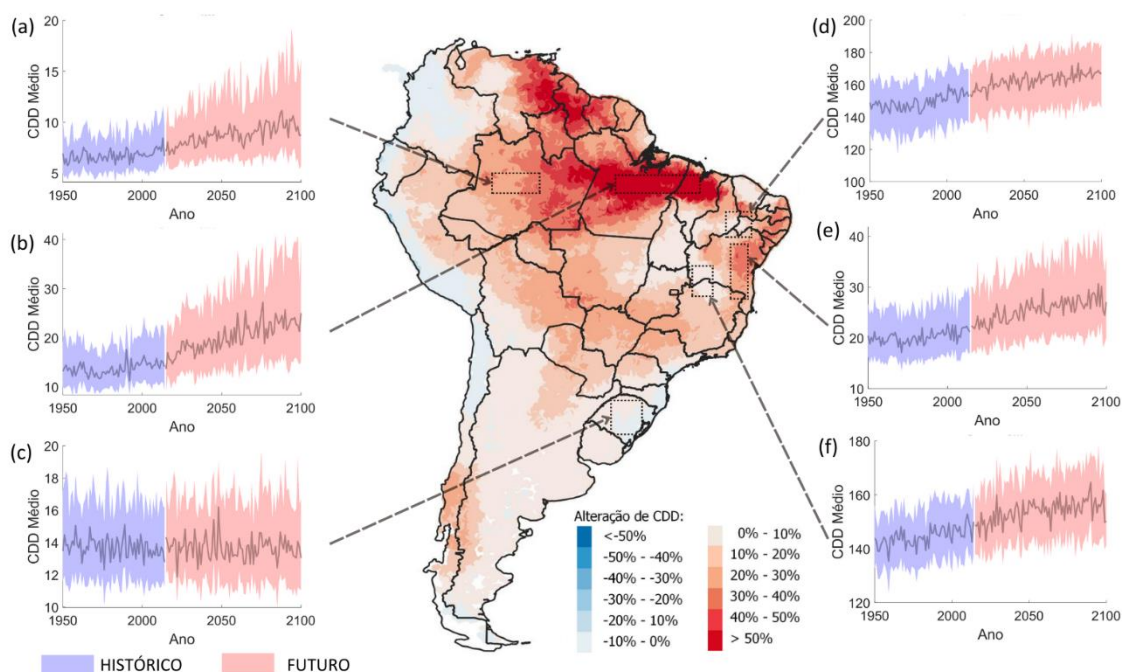 (a)
20
15
10
5
CDD Médio
1950
2000
2050
2100
Ano
(b)
40
30
20
10
CDD Médio
1950
2000
2050
2100
Ano
(c)
20
18
16
14
12
10
CDD Médio
1950
2000
2050
2100
Ano
HISTÓRICO
FUTURO
Alteração de CDD:
<-50%
-50% - -40%
-40% - -30%
-30% - -20%
-20% - 10%
-10% - 0%
0% - 10%
10% - 20%
20% - 30%
30% - 40%
40% - 50%
> 50%
(d)
200
180
160
140
120
100
CDD Médio
1950
2000
2050
2100
Ano
(e)
40
30
20
10
CDD Médio
1950
2000
2050
2100
Ano
(f)
180
160
140
120
CDD Médio
1950
2000
2050
2100
Ano